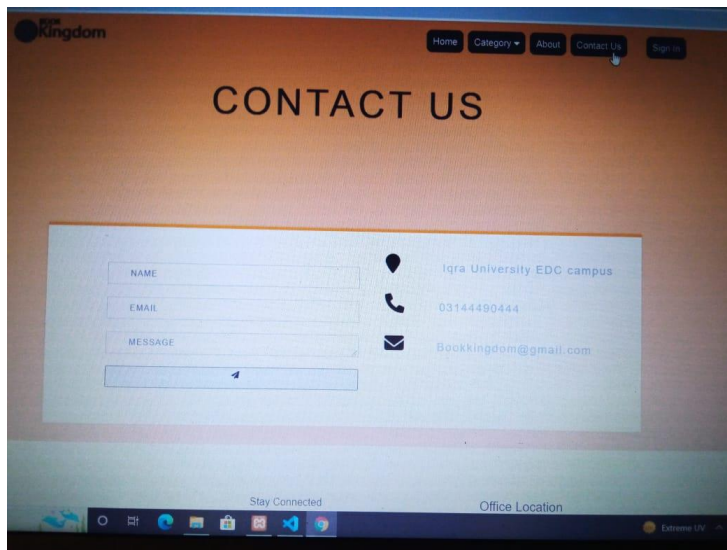 BOOK
Kingdom
Home Category About Contact Us Sign In
CONTACT US
NAME
EMAIL
MESSAGE
Iqra University EDC campus
03144490444
Bookkingdom@gmail.com
Stay Connected
Office Location
Extreme UV